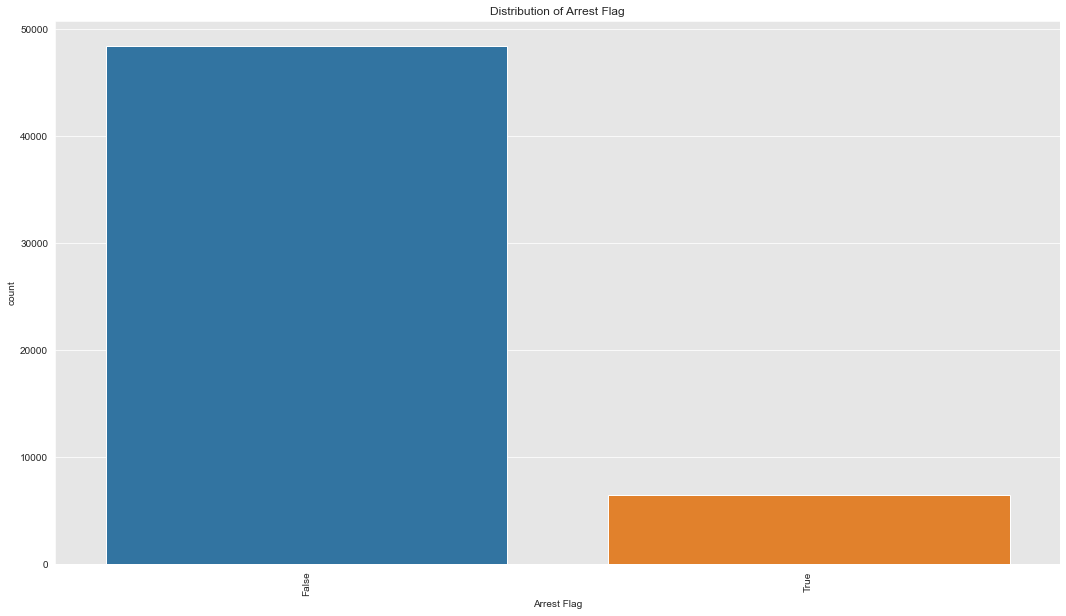 Distribution of Arrest Flag
50000
40000
30000
20000
10000
0
count
False
True
Arrest Flag